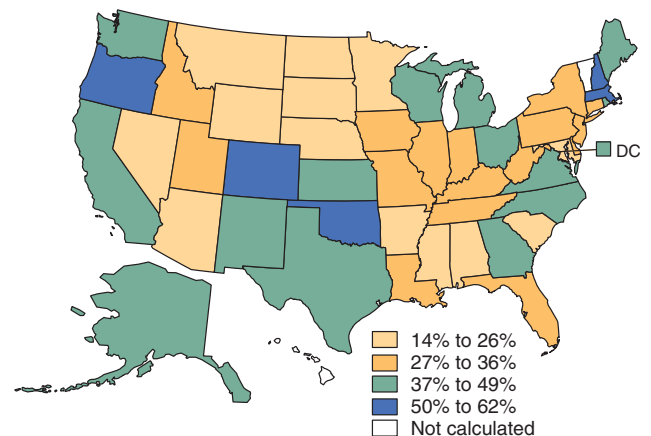 DC
14% to 26%
27% to 36%
37% to 49%
50% to 62%
Not calculated